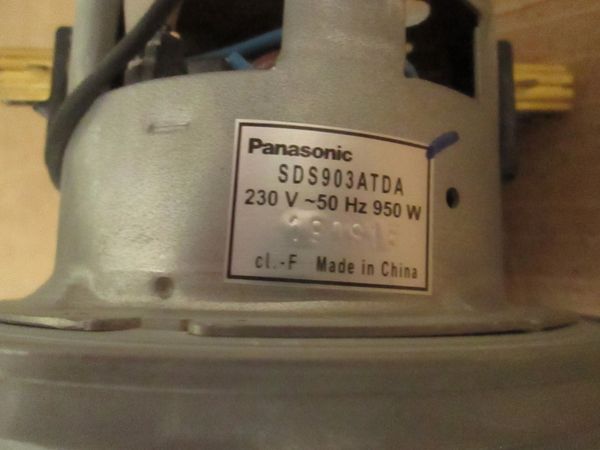 Panasonic
SDS903ATDA
230 V ~50 Hz 950 W
cl.-F Made in China